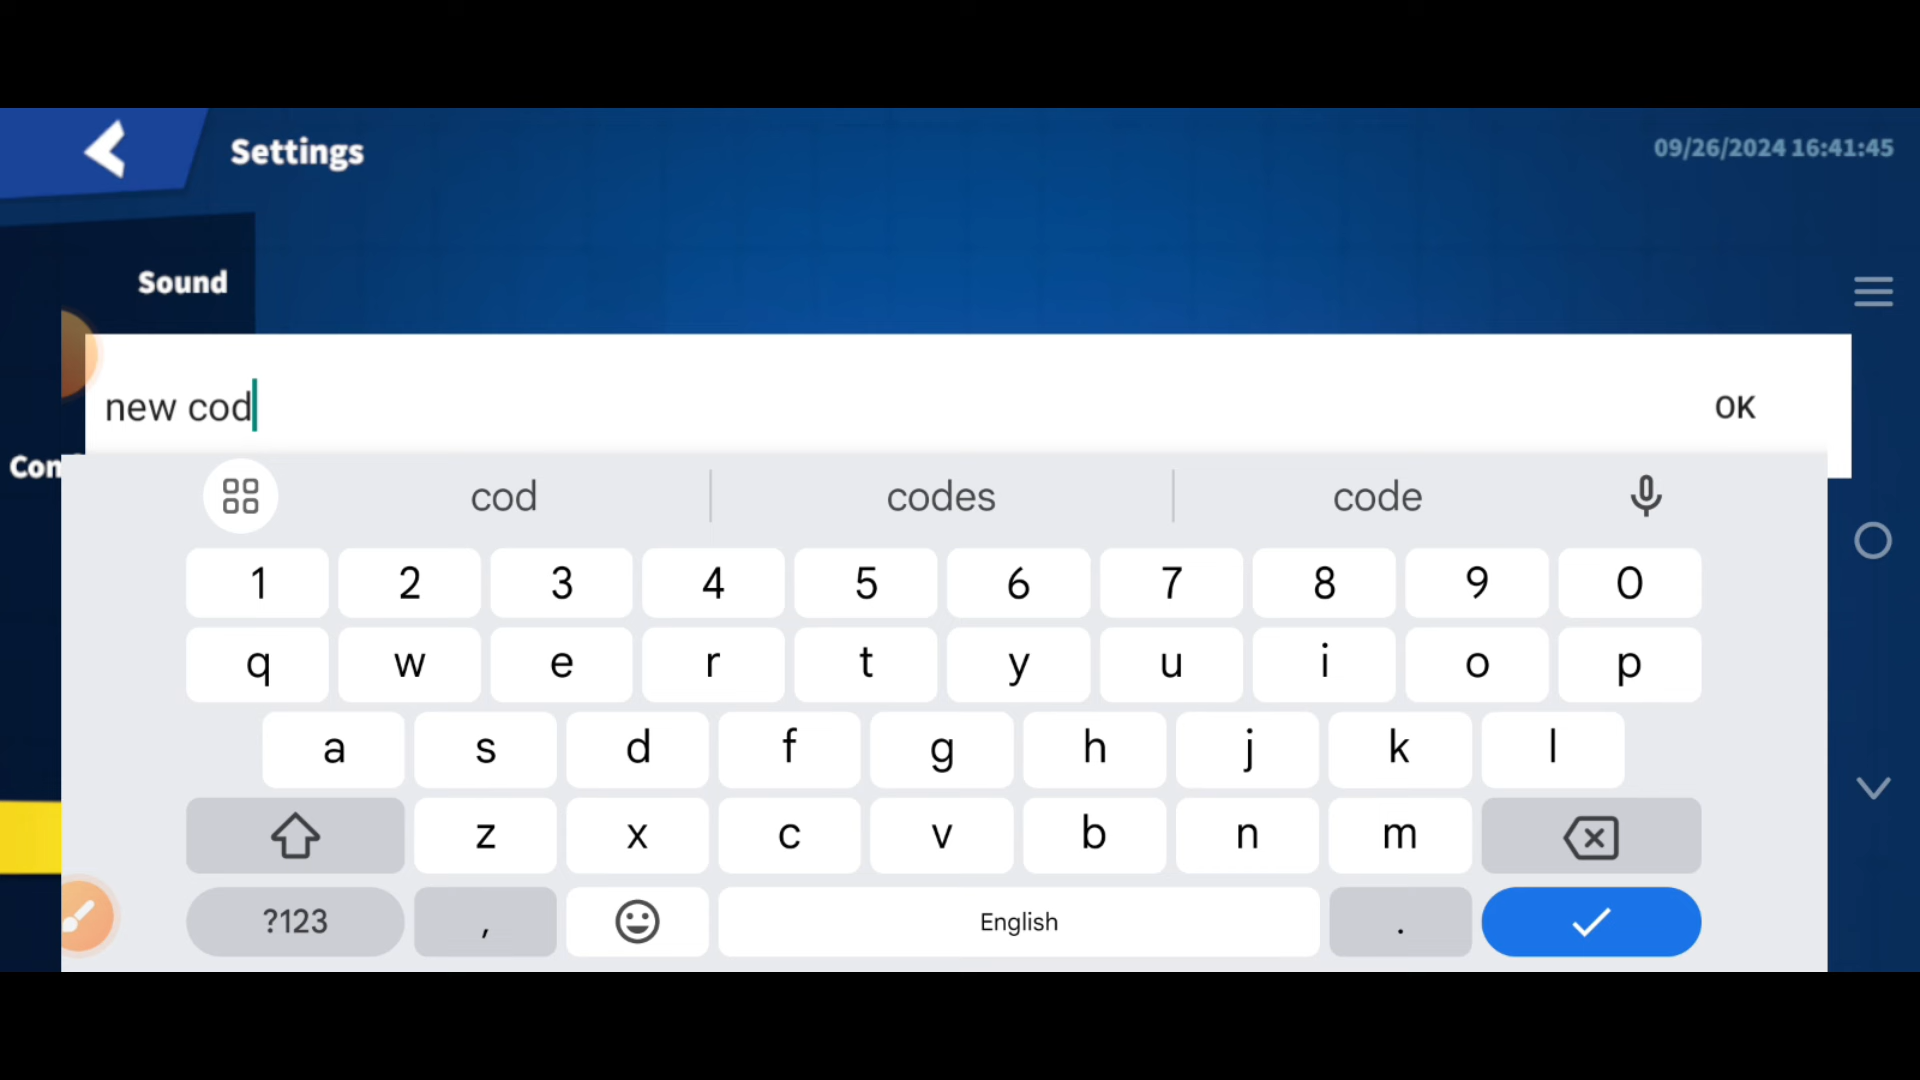 Settings
09/26/2024 16:41:45
Sound
new cod
OK
Con
cod codes code
1 2 3 4 5 6 7 8 9 0
q w e r t y u i o p
a s d f g h j k l
z x c v b n m
?123 , English .